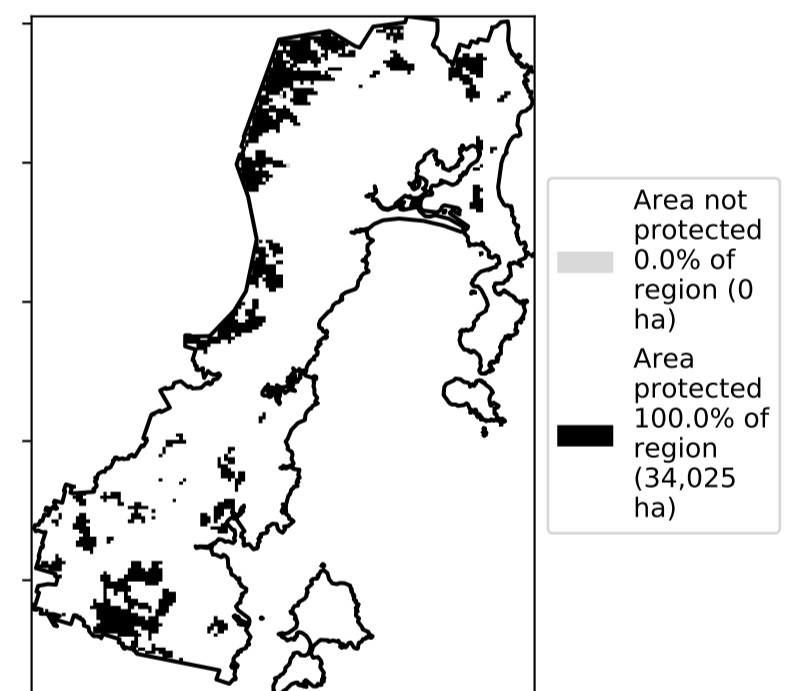 Area not
protected
0.0% of
region (0
ha)
Area
protected
100.0% of
region
(34,025
ha)